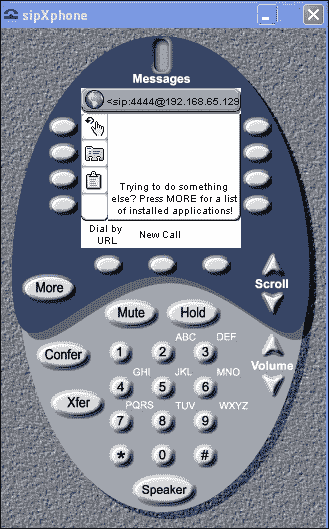 sipXphone
Messages
<sip:4444@192.168.65.129
Trying to do something
else? Press MORE for a list
of installed applications!
Dial by
URL
New Call
More
Scroll
Mute
Hold
ABC
DEF
Confer
1
2
3
Volume
GHI
JKL
MNO
Xfer
4
5
6
PQRS
TUV
WXYZ
7
8
9
*
0
#
Speaker